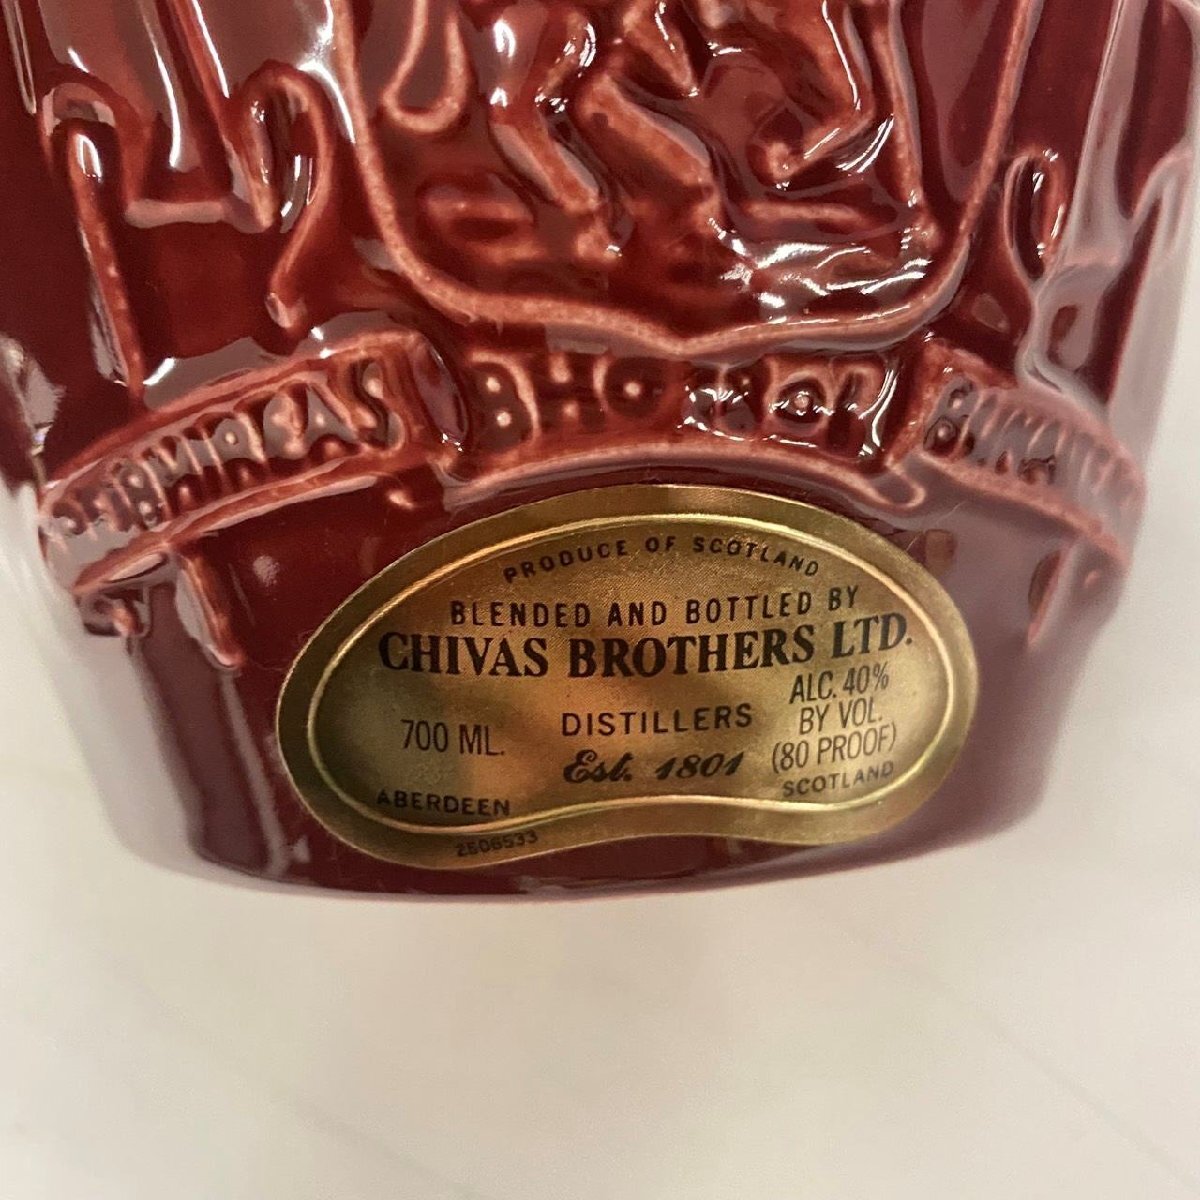 PRODUCE OF SCOTLAND
BLENDED AND BOTTLED BY
CHIVAS BROTHERS LTD.
700 ML.
DISTILLERS
Est. 1801
ALC. 40%
BY VOL.
(80 PROOF)
ABERDEEN
SCOTLAND
2506533